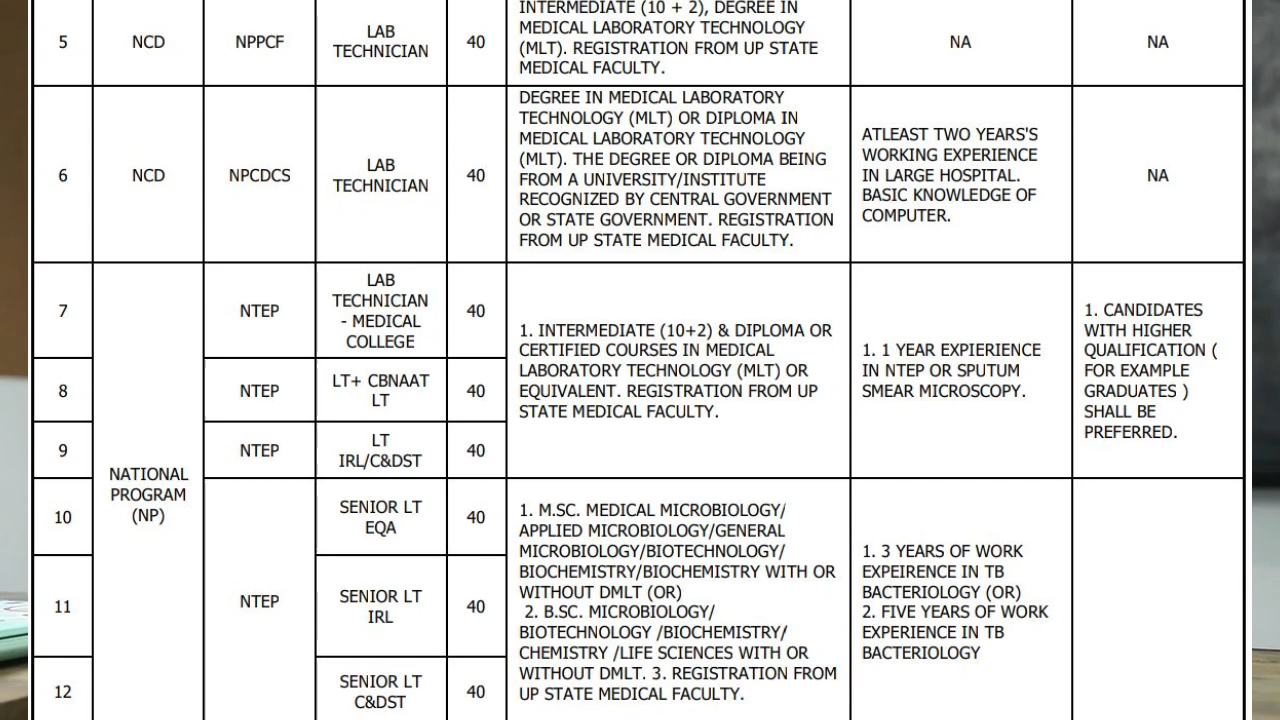 5
NCD
NPPCF
LAB
TECHNICIAN
40
INTERMEDIATE (10 + 2), DEGREE IN
MEDICAL LABORATORY TECHNOLOGY
(MLT). REGISTRATION FROM UP STATE
MEDICAL FACULTY.
NA
NA
6
NCD
NPCDCS
LAB
TECHNICIAN
40
DEGREE IN MEDICAL LABORATORY
TECHNOLOGY (MLT) OR DIPLOMA IN
MEDICAL LABORATORY TECHNOLOGY
(MLT). THE DEGREE OR DIPLOMA BEING
FROM A UNIVERSITY/INSTITUTE
RECOGNIZED BY CENTRAL GOVERNMENT
OR STATE GOVERNMENT. REGISTRATION
FROM UP STATE MEDICAL FACULTY.
ATLEAST TWO YEARS'S
WORKING EXPERIENCE
IN LARGE HOSPITAL.
BASIC KNOWLEDGE OF
COMPUTER.
NA
NATIONAL
PROGRAM
(NP)
7
NTEP
LAB
TECHNICIAN
- MEDICAL
COLLEGE
40
8
NTEP
LT+ CBNAAT
LT
40
9
NTEP
LT
IRL/C&DST
40
1. INTERMEDIATE (10+2) & DIPLOMA OR
CERTIFIED COURSES IN MEDICAL
LABORATORY TECHNOLOGY (MLT) OR
EQUIVALENT. REGISTRATION FROM UP
STATE MEDICAL FACULTY.
1. 1 YEAR EXPIERIENCE
IN NTEP OR SPUTUM
SMEAR MICROSCOPY.
1. CANDIDATES
WITH HIGHER
QUALIFICATION (
FOR EXAMPLE
GRADUATES )
SHALL BE
PREFERRED.
10
NTEP
SENIOR LT
EQA
40
11
SENIOR LT
IRL
40
12
SENIOR LT
C&DST
40
1. M.SC. MEDICAL MICROBIOLOGY/
APPLIED MICROBIOLOGY/GENERAL
MICROBIOLOGY/BIOTECHNOLOGY/
BIOCHEMISTRY/BIOCHEMISTRY WITH OR
WITHOUT DMLT (OR)
2. B.SC. MICROBIOLOGY/
BIOTECHNOLOGY /BIOCHEMISTRY/
CHEMISTRY /LIFE SCIENCES WITH OR
WITHOUT DMLT. 3. REGISTRATION FROM
UP STATE MEDICAL FACULTY.
1. 3 YEARS OF WORK
EXPEIRENCE IN TB
BACTERIOLOGY (OR)
2. FIVE YEARS OF WORK
EXPERIENCE IN TB
BACTERIOLOGY